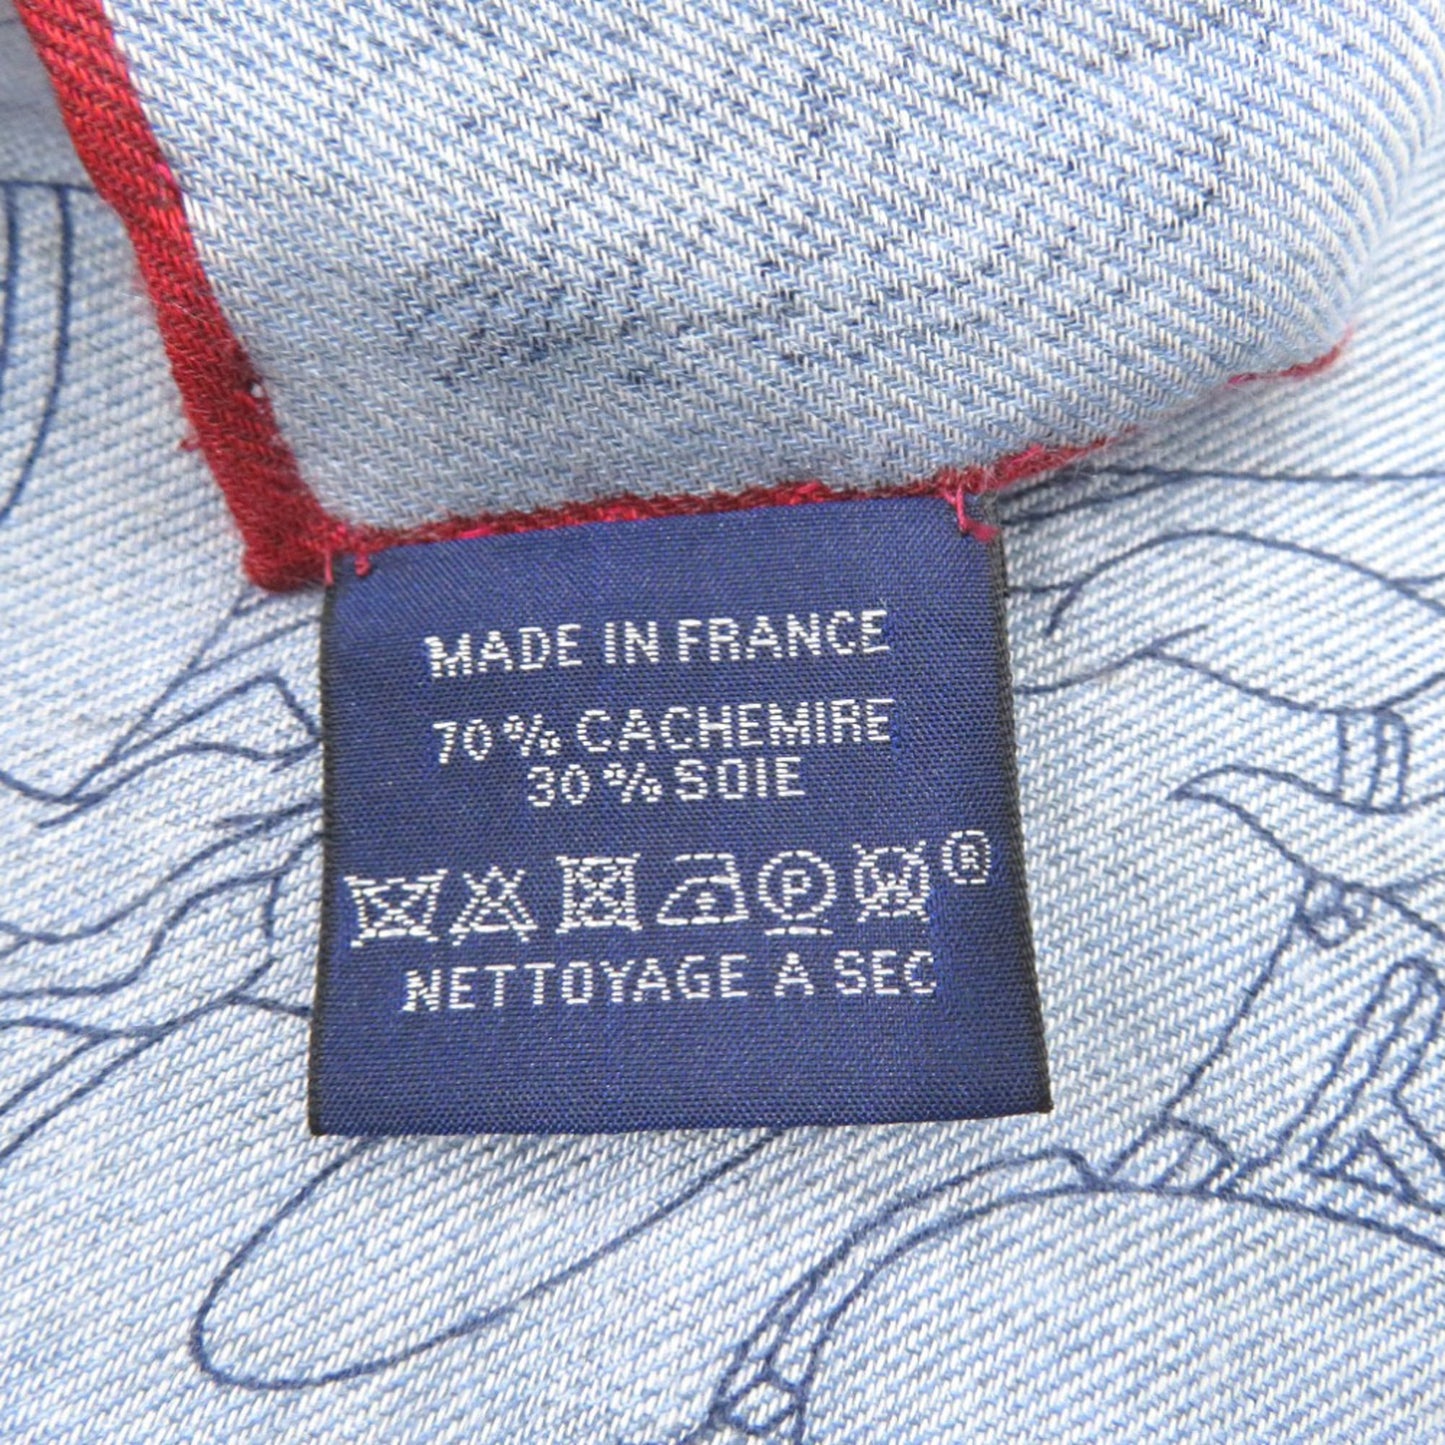 MADE IN FRANCE
70% CACHEMIRE
30% SOIE
P W ®
NETTOYAGE A SEC